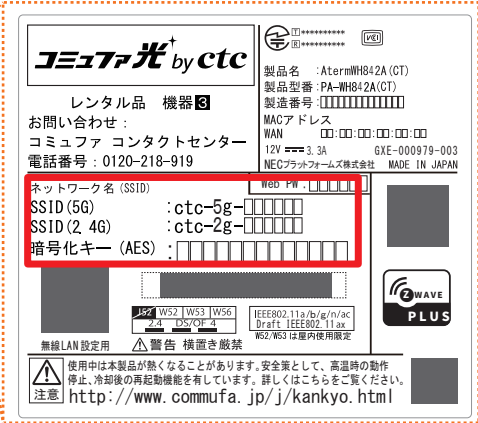 コミュファ光 by ctc
レンタル品 機器3
お問い合わせ：
コミュファ コンタクトセンター
電話番号：0120-218-919
T **********
R **********
VCCI
製品名 ：AtermWH842A(CT)
製品型番：PA-WH842A(CT)
製造番号：□□□□□□□□□□□□□
MACアドレス
WAN □□:□□:□□:□□:□□:□□
12V 3.3A GXE-000979-003
NECプラットフォームズ株式会社 MADE IN JAPAN
Web PW：□□□□□□
ネットワーク名（SSID）
SSID(5G) :ctc-5g-□□□□□□
SSID(2.4G) :ctc-2g-□□□□□□
暗号化キー（AES）:□□□□□□□□□□□□□
J52 W52 W53 W56
2.4 DS/OF 4
IEEE802.11a/b/g/n/ac
Draft IEEE802.11ax
W52/W53 は屋内使用限定
無線LAN設定用
警告 横置き厳禁
Z WAVE
PLUS
注意
使用中は本製品が熱くなることがあります。安全策として、高温時の動作
停止、冷却後の再起動機能を有しています。詳しくはこちらをご覧ください。
http://www.commufa.jp/j/kankyo.html